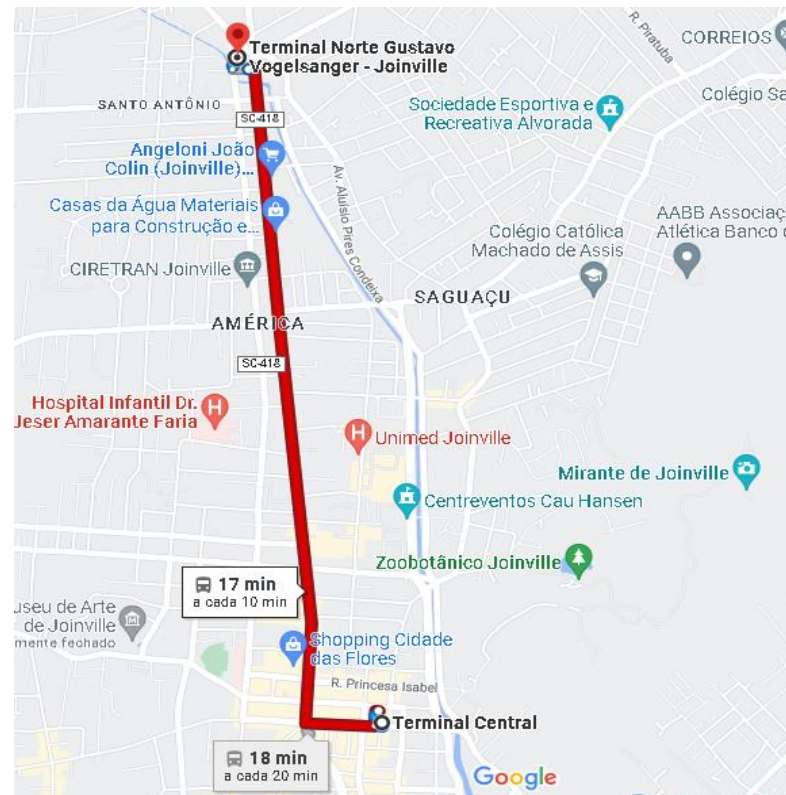 R. Piratuba
CORREIOS
Terminal Norte Gustavo
Vogelsanger - Joinville
Colégio Sa
SANTO ANTÔNIO
SC-418
Sociedade Esportiva e
Recreativa Alvorada
Angeloni João
Colin (Joinville)...
Av. Aluísio Pires Condeixa
Casas da Água Materiais
para Construção e...
AABB Associaç
Atlética Banco d
Colégio Católica
Machado de Assis
CIRETRAN Joinville
SAGUAÇU
AMÉRICA
SC-418
Hospital Infantil Dr.
Jeser Amarante Faria
Unimed Joinville
Mirante de Joinville
Centreventos Cau Hansen
Zoobotânico Joinville
17 min
a cada 10 min
useu de Arte
de Joinville
mente fechado
Shopping Cidade
das Flores
R. Princesa Isabel
Terminal Central
18 min
a cada 20 min
Google